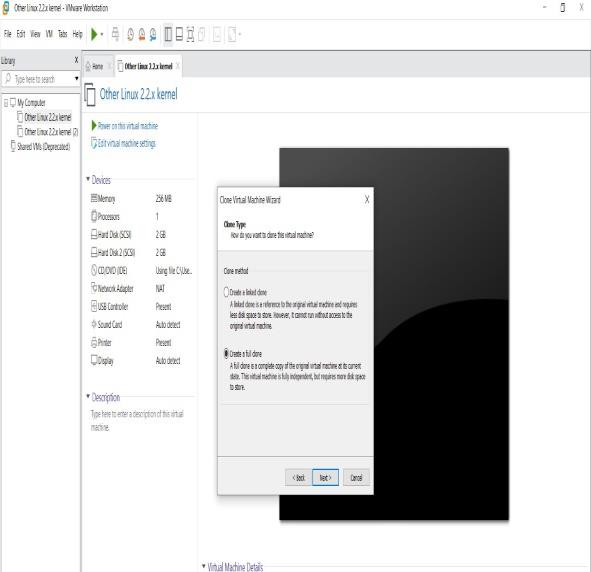 Other Linux 2.2.x kernel - VMware Workstation
File Edit View VM Tabs Help
Library
X
Type here to search
Home
Other Linux 2.2.x kernel
My Computer
Other Linux 2.2.x kernel
Other Linux 2.2.x kernel (2)
Shared VMs (Deprecated)
Other Linux 2.2.x kernel
Power on this virtual machine
Edit virtual machine settings
Devices
Memory 256 MB
Processors 1
Hard Disk (SCSI) 2 GB
Hard Disk 2 (SCSI) 2 GB
CD/DVD (IDE) Using file C:\Use...
Network Adapter NAT
USB Controller Present
Sound Card Auto detect
Printer Present
Display Auto detect
Description
Type here to enter a description of this virtual
machine.
Clone Virtual Machine Wizard
X
Clone Type
How do you want to clone this virtual machine?
Clone method
Create a linked clone
A linked clone is a reference to the original virtual machine and requires
less disk space to store. However, it cannot run without access to the
original virtual machine.
Create a full clone
A full clone is a complete copy of the original virtual machine at its current
state. This virtual machine is fully independent, but requires more disk space
to store.
< Back Next > Cancel
Virtual Machine Details